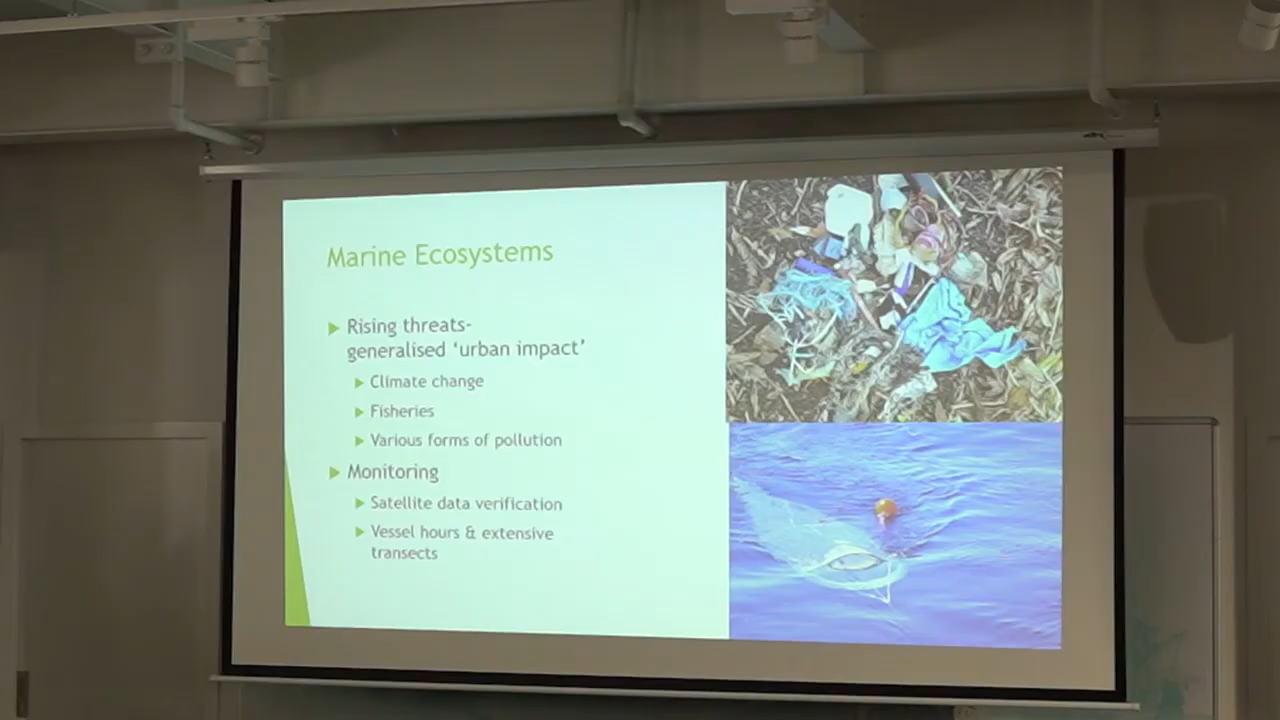 Marine Ecosystems
Rising threats-
generalised ‘urban impact’
Climate change
Fisheries
Various forms of pollution
Monitoring
Satellite data verification
Vessel hours & extensive
transects